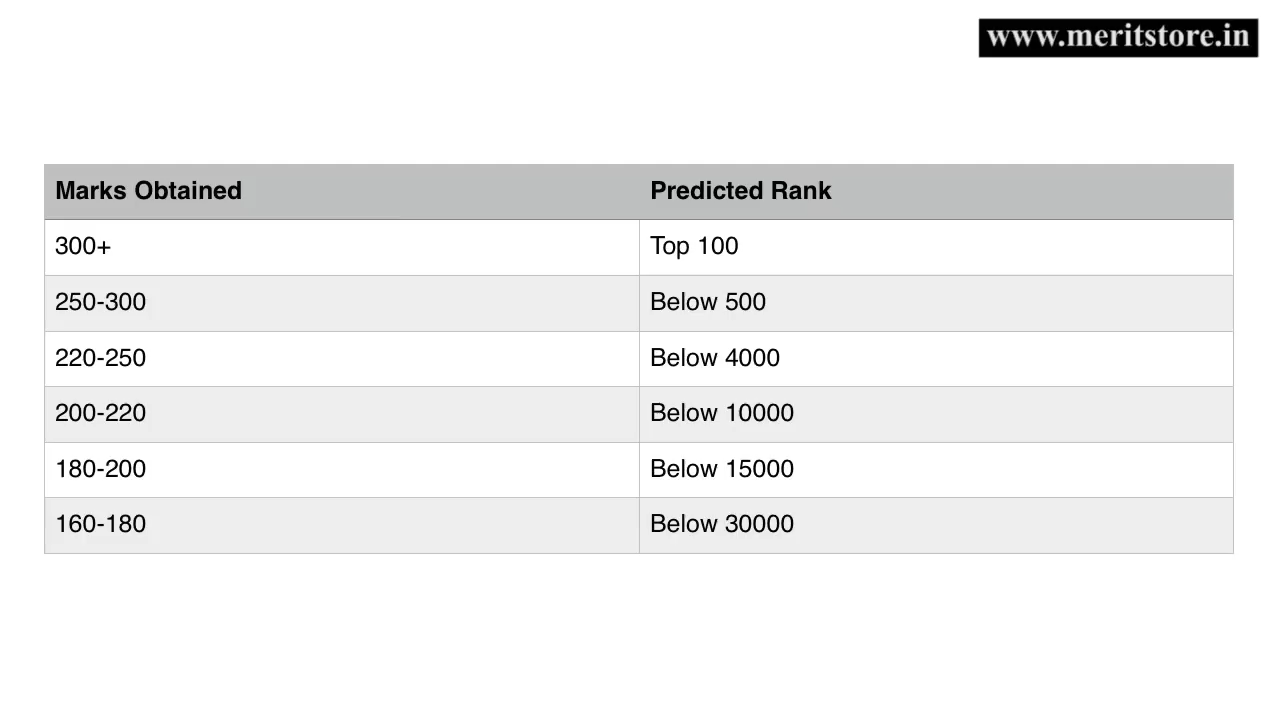 www.meritstore.in
Marks Obtained Predicted Rank
300+ Top 100
250-300 Below 500
220-250 Below 4000
200-220 Below 10000
180-200 Below 15000
160-180 Below 30000